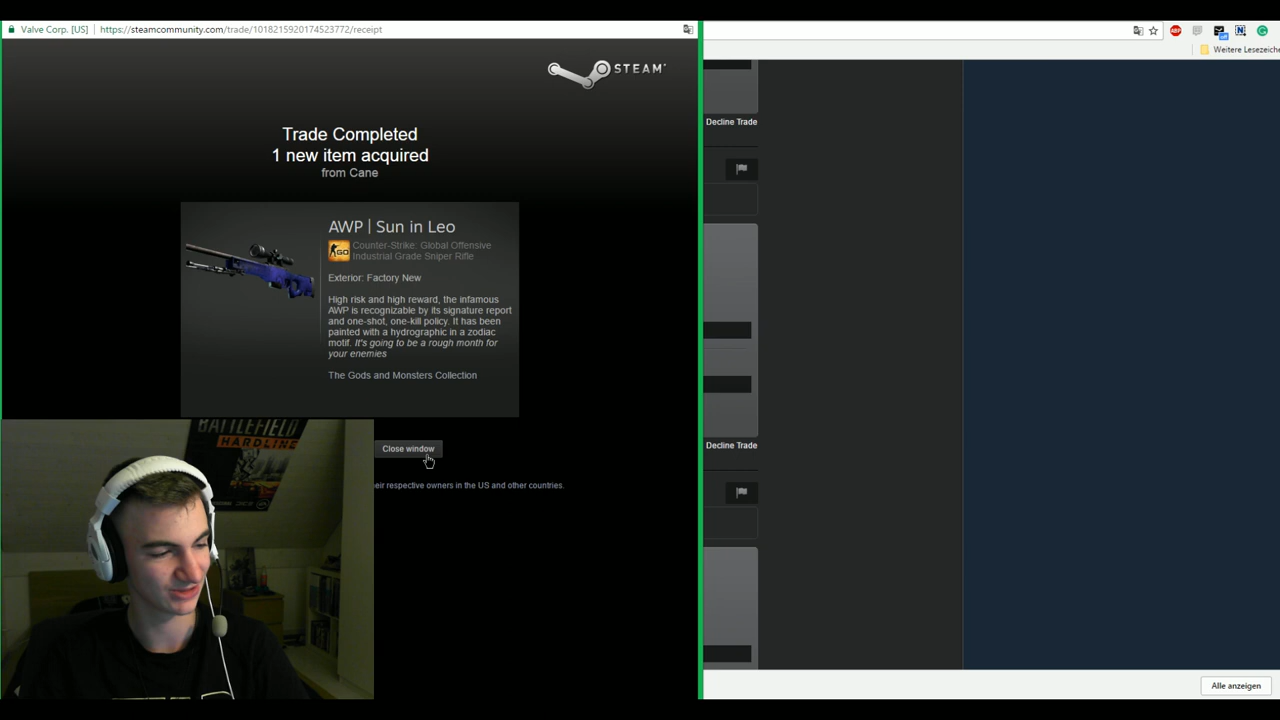 Valve Corp. [US]
https://steamcommunity.com/trade/1018215920174523772/receipt
STEAM
Trade Completed
1 new item acquired
from Cane
AWP | Sun in Leo
GO
Counter-Strike: Global Offensive
Industrial Grade Sniper Rifle
Exterior: Factory New
High risk and high reward, the infamous
AWP is recognizable by its signature report
and one-shot, one-kill policy. It has been
painted with a hydrographic in a zodiac
motif. It's going to be a rough month for
your enemies
The Gods and Monsters Collection
Close window
eir respective owners in the US and other countries.
BATTLEFIELD
HARDLINE
ABP
Weitere Lesezeiche
Decline Trade
Decline Trade
Alle anzeigen